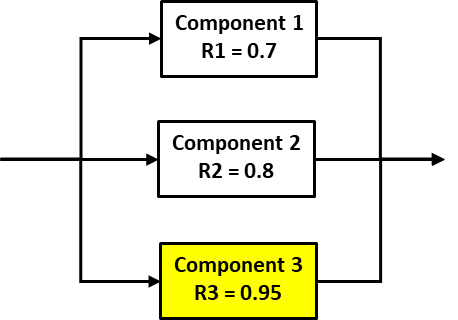 Component 1
R1 = 0.7
Component 2
R2 = 0.8
Component 3
R3 = 0.95